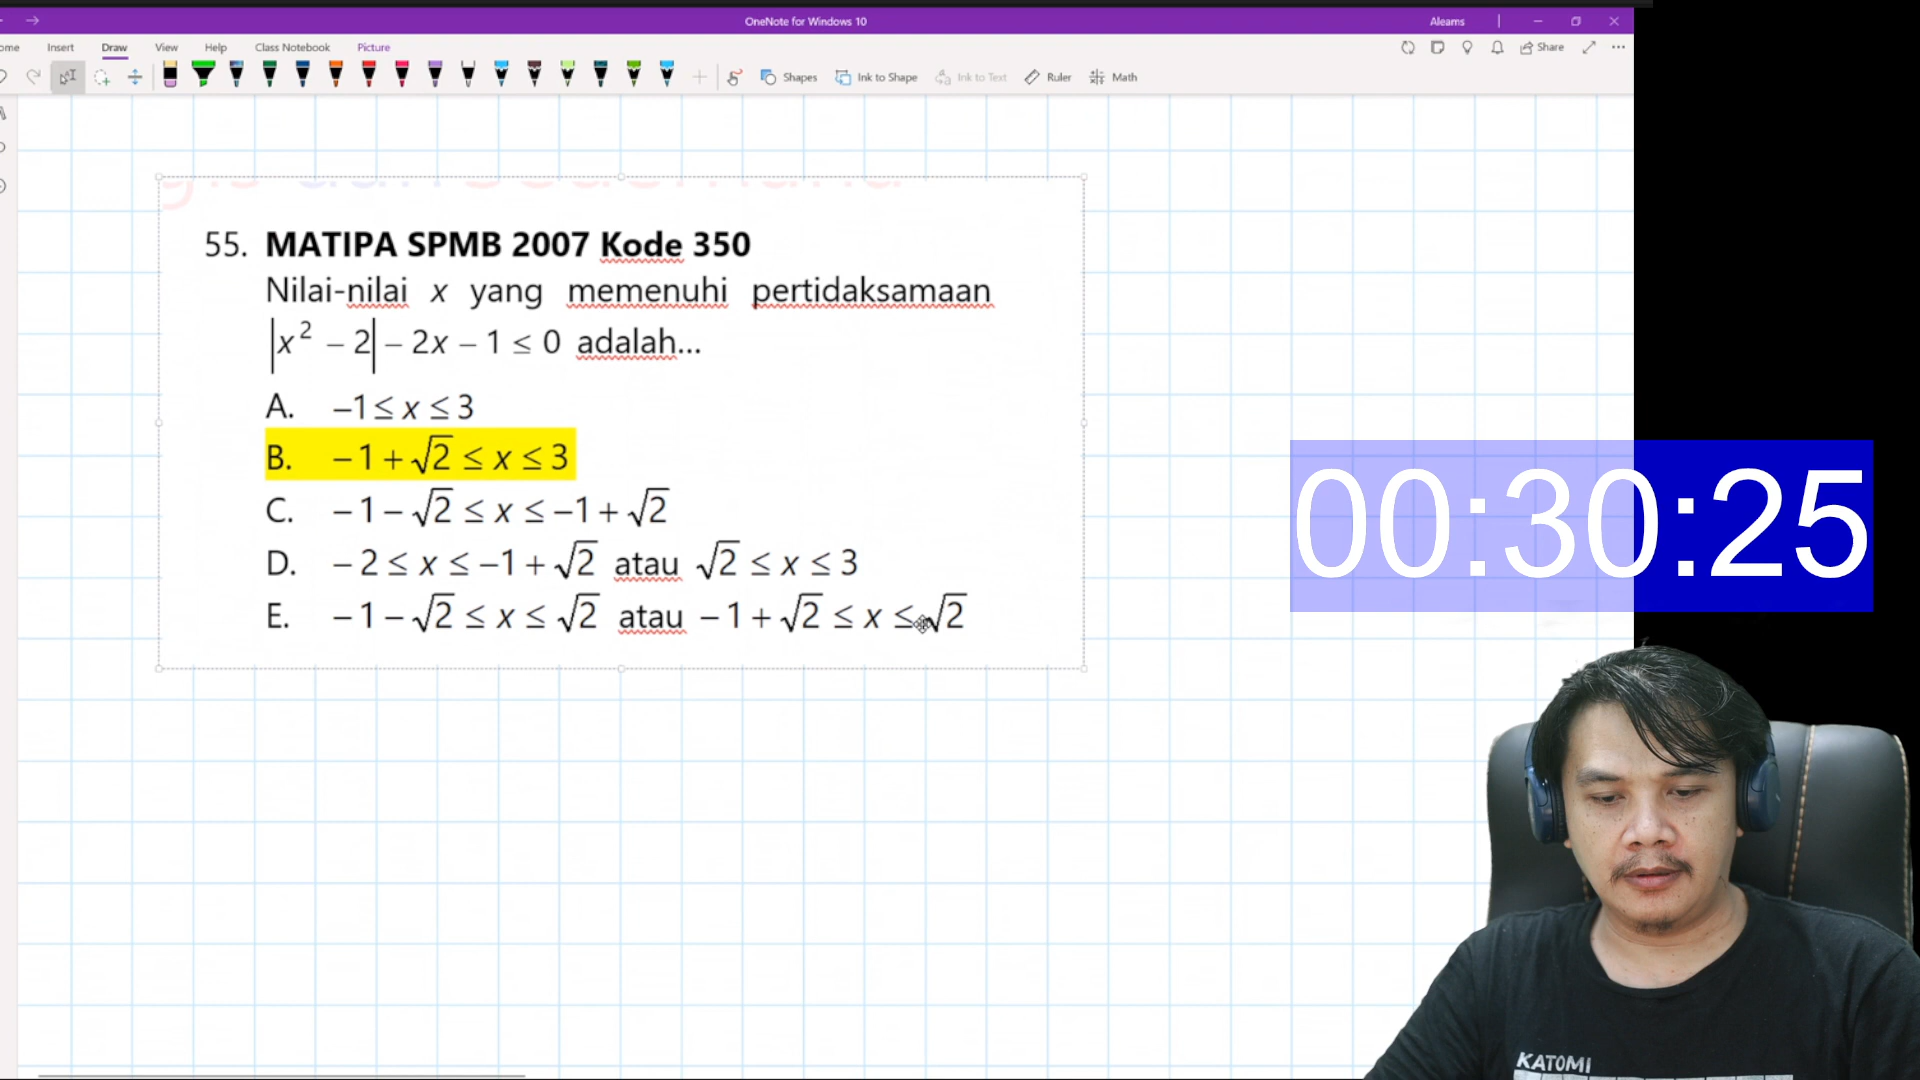 OneNote for Windows 10
Aleams
ome Insert Draw View Help Class Notebook Picture
Share
Shapes Ink to Shape Ink to Text Ruler Math
55. MATIPA SPMB 2007 Kode 350
Nilai-nilai x yang memenuhi pertidaksamaan
|x² – 2| – 2x – 1 ≤ 0 adalah...
A. –1 ≤ x ≤ 3
B. –1 + √2 ≤ x ≤ 3
C. –1 – √2 ≤ x ≤ –1 + √2
D. –2 ≤ x ≤ –1 + √2 atau √2 ≤ x ≤ 3
E. –1 – √2 ≤ x ≤ √2 atau –1 + √2 ≤ x ≤ √2
00:30:25
KATOMI